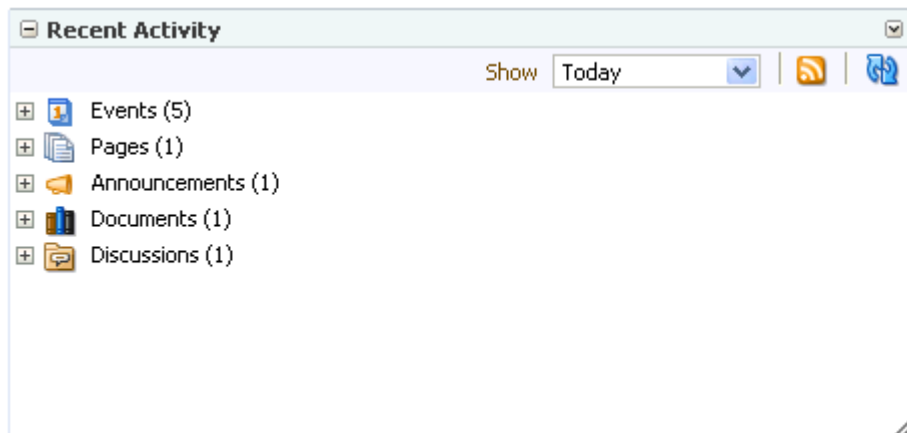 Recent Activity
Show Today
Events (5)
Pages (1)
Announcements (1)
Documents (1)
Discussions (1)